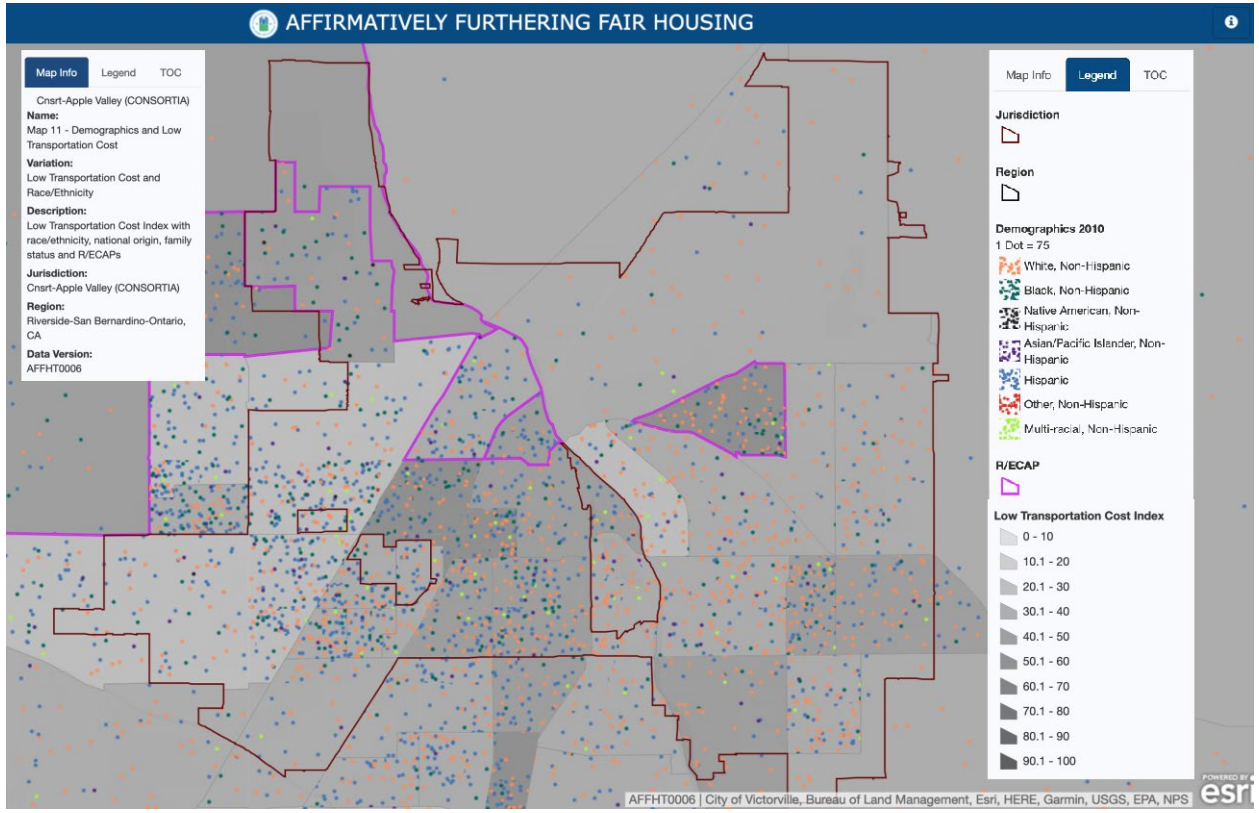 AFFIRMATIVELY FURTHERING FAIR HOUSING
Map Info Legend TOC
Cnsrt-Apple Valley (CONSORTIA)
Name:
Map 11 - Demographics and Low
Transportation Cost
Variation:
Low Transportation Cost and
Race/Ethnicity
Description:
Low Transportation Cost Index with
race/ethnicity, national origin, family
status and R/ECAPs
Jurisdiction:
Cnsrt-Apple Valley (CONSORTIA)
Region:
Riverside-San Bernardino-Ontario,
CA
Data Version:
AFFHT0006
Map Info Legend TOC
Jurisdiction
Region
Demographics 2010
1 Dot = 75
White, Non-Hispanic
Black, Non-Hispanic
Native American, Non-
Hispanic
Asian/Pacific Islander, Non-
Hispanic
Hispanic
Other, Non-Hispanic
Multi-racial, Non-Hispanic
R/ECAP
Low Transportation Cost Index
0 - 10
10.1 - 20
20.1 - 30
30.1 - 40
40.1 - 50
50.1 - 60
60.1 - 70
70.1 - 80
80.1 - 90
90.1 - 100
POWERED BY
esri
AFFHT0006 | City of Victorville, Bureau of Land Management, Esri, HERE, Garmin, USGS, EPA, NPS